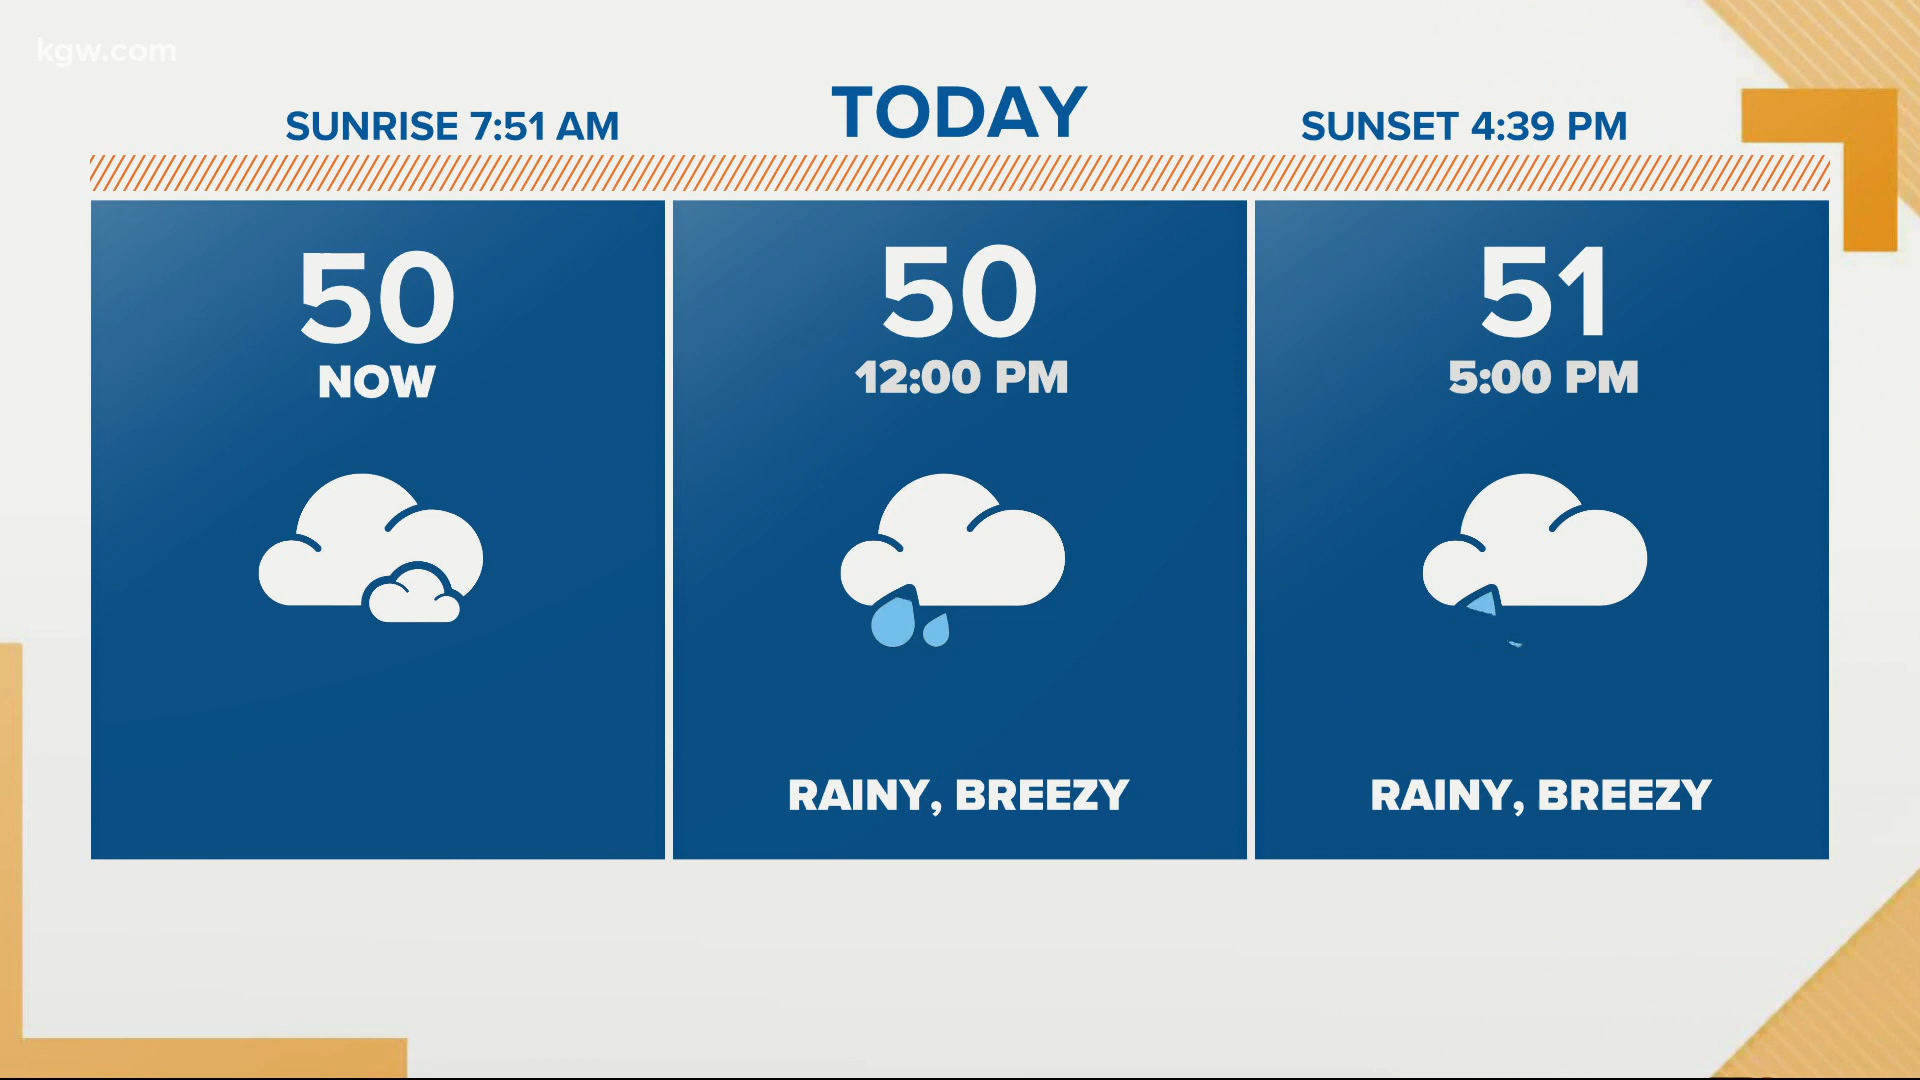 kgw.com
TODAY
SUNRISE 7:51 AM
SUNSET 4:39 PM
50
NOW
50
12:00 PM
RAINY, BREEZY
51
5:00 PM
RAINY, BREEZY